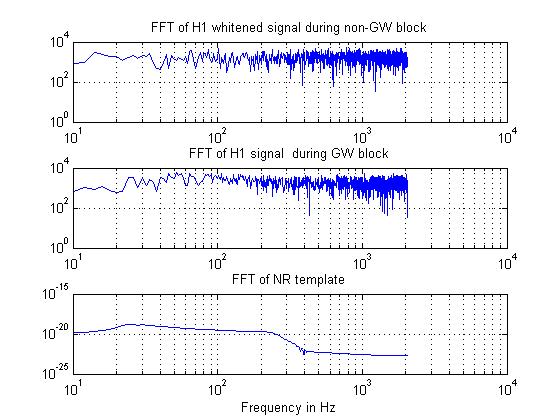 FFT of H1 whitened signal during non-GW block
10^4
10^2
10^0
10^1 10^2 10^3 10^4
FFT of H1 signal  during GW block
10^4
10^2
10^0
10^1 10^2 10^3 10^4
FFT of NR template
10^-15
10^-20
10^-25
10^1 10^2 10^3 10^4
Frequency in Hz